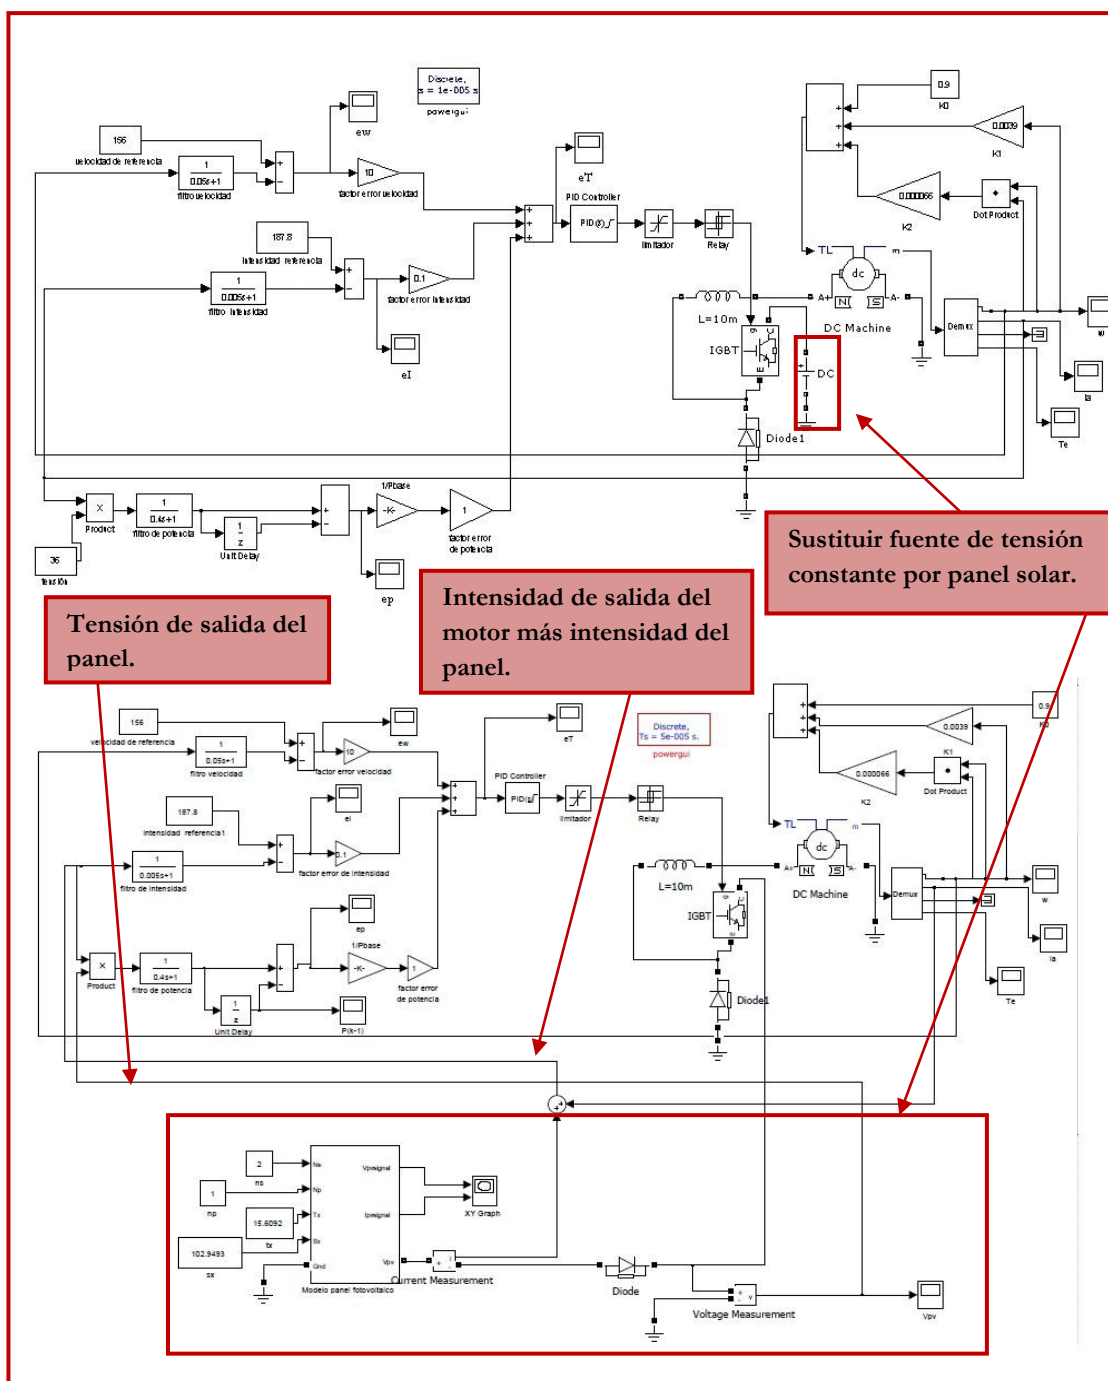 Discrete,
s = 1e-005 s
powergui
0.9
K0
0.0039
K1
0.000066
K2
Dot Product
ew
156
velocidad de referencia
1
0.05s+1
filtro velocidad
10
factor error velocidad
eT
PID Controller
PID(s)
limitador
Relay
187.8
Intensidad referencia
1
0.005s+1
filtro Intensidad
0.1
factor error Intensidad
eI
TL
m
dc
A+
N
S
A-
DC Machine
L=10m
g
C
E
IGBT
DC
Diode1
Demux
w
Ia
Te
Product
1
0.4s+1
filtro de potencia
1
z
Unit Delay
1/Pbase
-K-
1
factor error
de potencia
36
tensión
ep
Sustituir fuente de tensión
constante por panel solar.
Intensidad de salida del
motor más intensidad del
panel.
Tensión de salida del
panel.
156
velocidad de referencia
1
0.05s+1
filtro velocidad
ew
10
factor error velocidad
eT
Discrete,
Ts = 5e-005 s.
powergui
0.9
0.0039
K1
0.000066
K2
Dot Product
PID Controller
PID(s)
limitador
Relay
187.8
intensidad referencia1
1
0.005s+1
filtro de intensidad
eI
0.1
factor error de intensidad
TL
m
dc
A+
N
S
A-
DC Machine
L=10m
g
C
E
IGBT
Diode1
Demux
w
Ia
Te
ep
Product
1
0.4s+1
filtro de potencia
1
z
Unit Delay
1/Pbase
-K-
1
factor error
de potencia
P(k-1)
2
ns
1
np
15.6092
tx
102.9493
sx
Ns
Np
Tx
Sx
Gnd
Vpvsignal
Ipvsignal
Vpv
Modelo panel fotovoltaico
XY Graph
Current Measurement
Diode
Voltage Measurement
Vpv